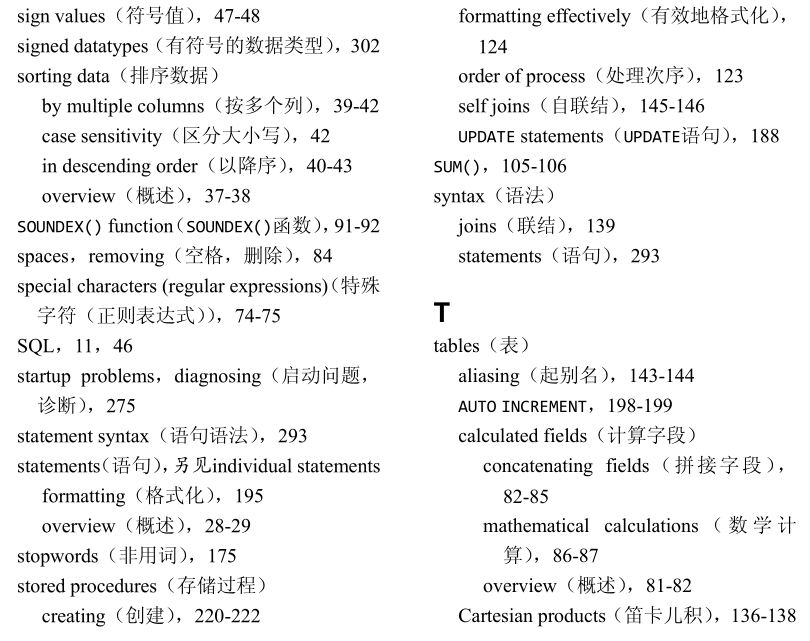 sign values（符号值），47-48
signed datatypes（有符号的数据类型），302
sorting data（排序数据）
by multiple columns（按多个列），39-42
case sensitivity（区分大小写），42
in descending order（以降序），40-43
overview（概述），37-38
SOUNDEX() function（SOUNDEX()函数），91-92
spaces，removing（空格，删除），84
special characters (regular expressions)（特殊
字符（正则表达式）），74-75
SQL，11，46
startup problems，diagnosing（启动问题，
诊断），275
statement syntax（语句语法），293
statements（语句），另见individual statements
formatting（格式化），195
overview（概述），28-29
stopwords（非用词），175
stored procedures（存储过程）
creating（创建），220-222
formatting effectively（有效地格式化），
124
order of process（处理次序），123
self joins（自联结），145-146
UPDATE statements（UPDATE语句），188
SUM()，105-106
syntax（语法）
joins（联结），139
statements（语句），293
T
tables（表）
aliasing（起别名），143-144
AUTO INCREMENT，198-199
calculated fields（计算字段）
concatenating fields（拼接字段），
82-85
mathematical calculations（数学计
算），86-87
overview（概述），81-82
Cartesian products（笛卡儿积），136-138